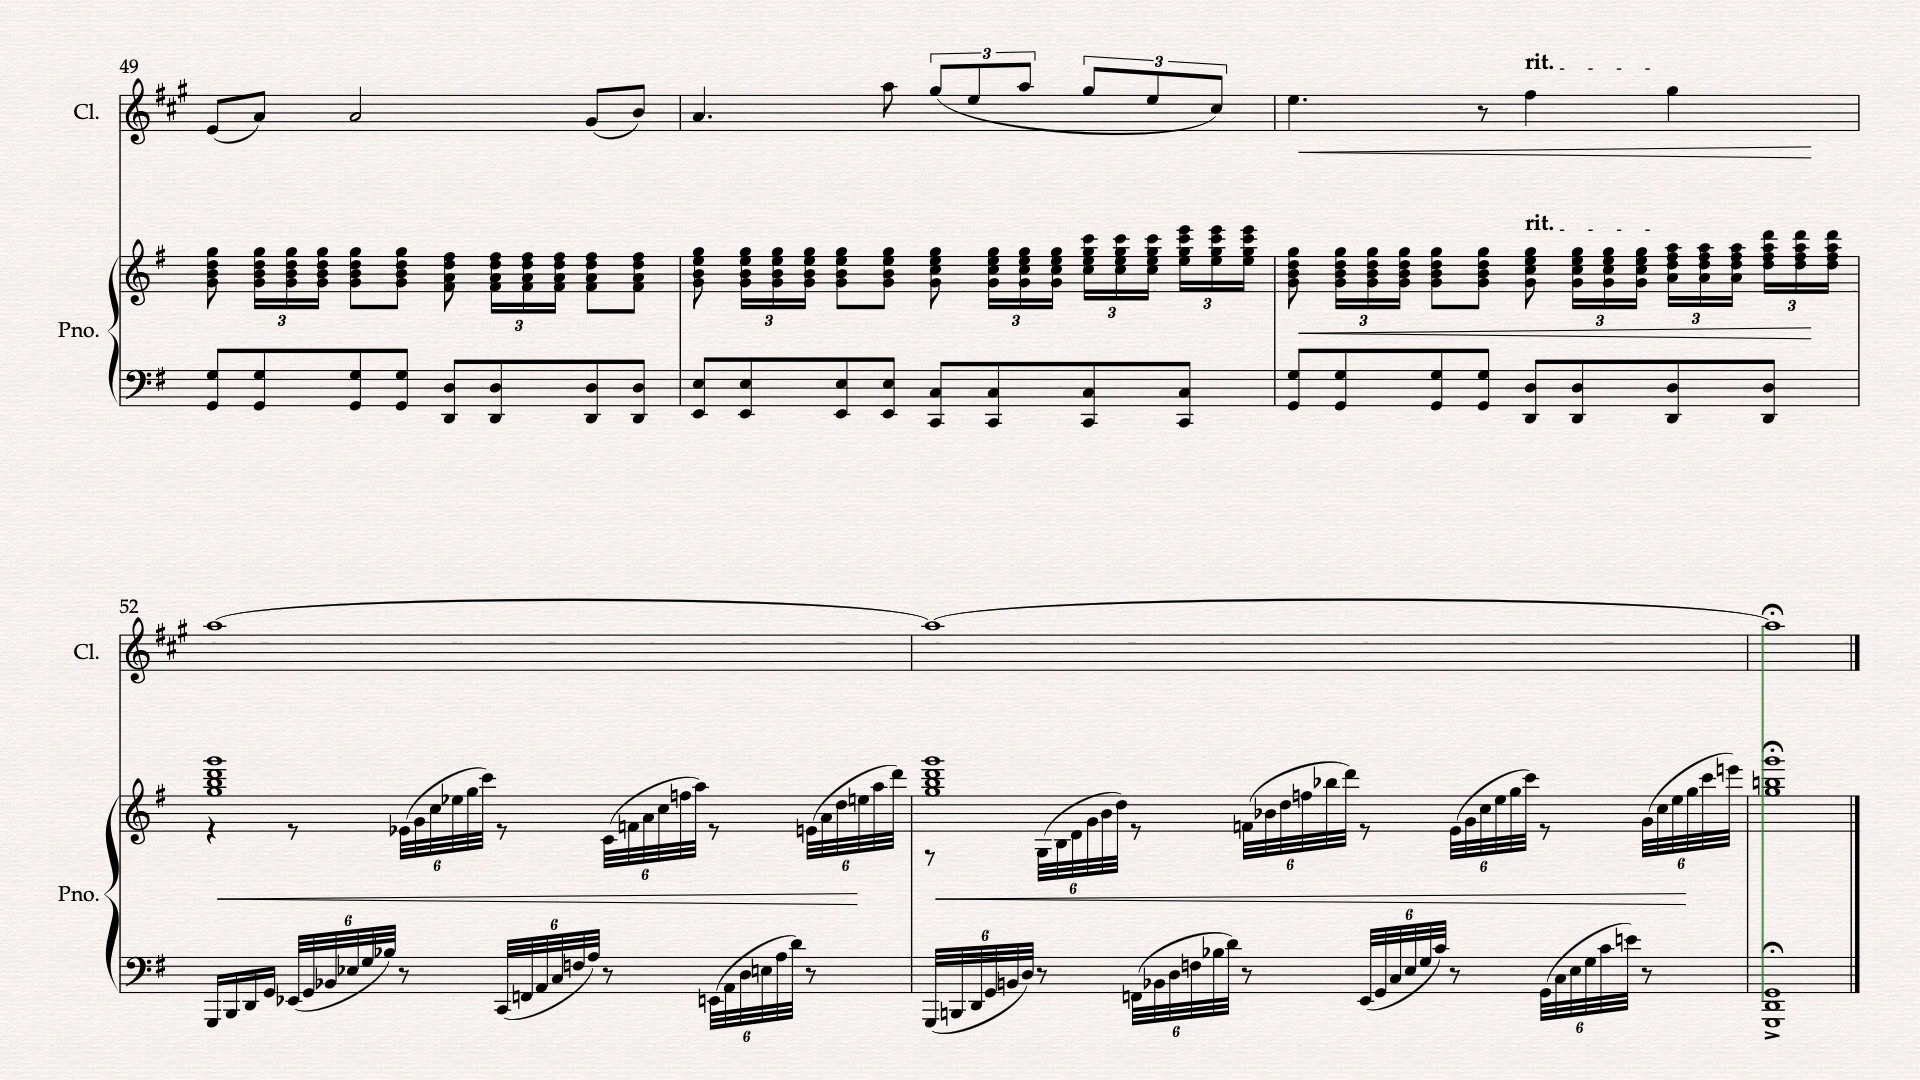 49
3 3
rit.
Cl.
rit.
3 3 3 3 3 3 3 3 3
Pno.
52
Cl.
6 6 6 6 6 6 6
Pno.
6 6 6 6 6 6 6